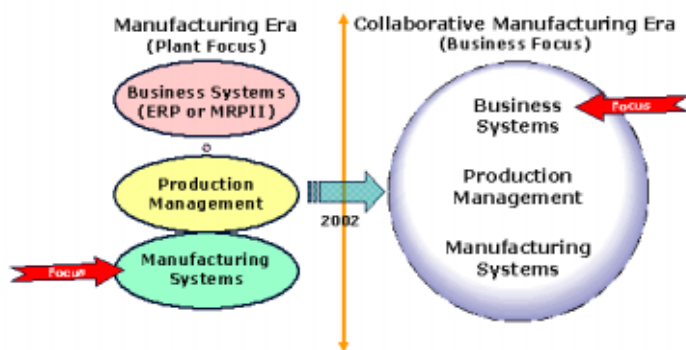 Manufacturing Era
(Plant Focus)
Business Systems
(ERP or MRPII)
Production
Management
Manufacturing
Systems
Focus
2002
Collaborative Manufacturing Era
(Business Focus)
Business
Systems
Focus
Production
Management
Manufacturing
Systems